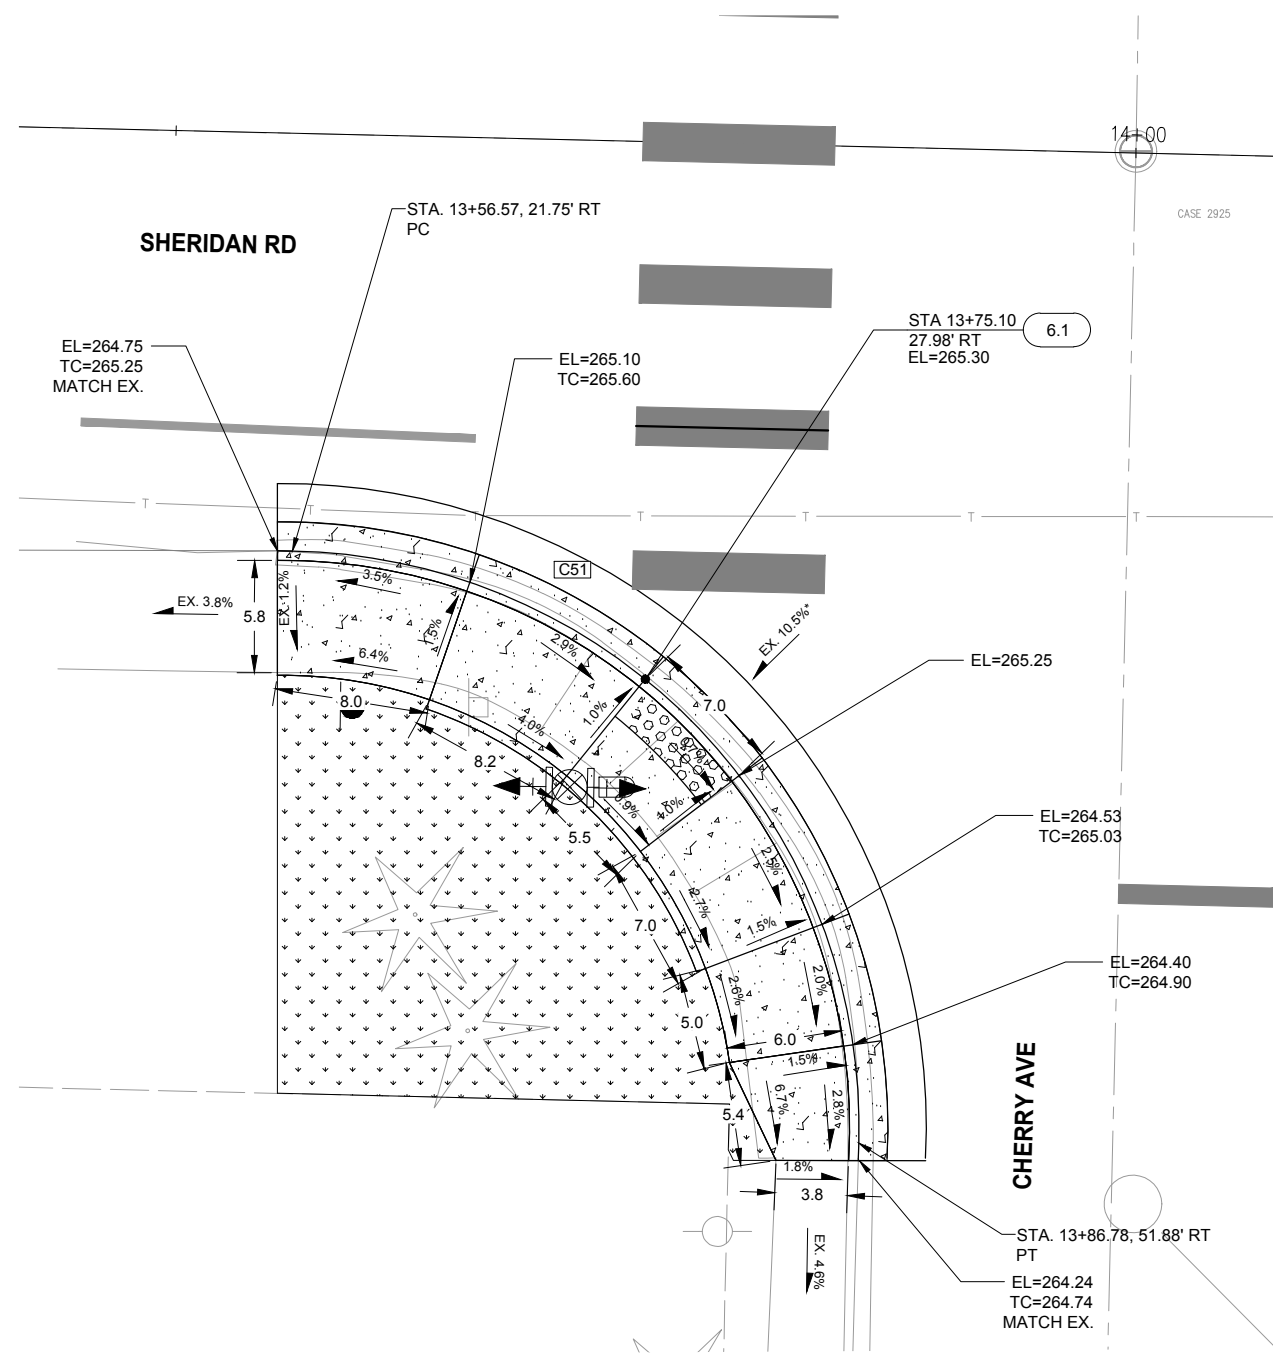 14+00
CASE 2925
STA. 13+56.57, 21.75' RT
PC
SHERIDAN RD
STA 13+75.10
27.98' RT
EL=265.30
6.1
EL=264.75
TC=265.25
MATCH EX.
EL=265.10
TC=265.60
T
T
T
T
T
T
T
C51
EX. 3.8%
5.8
EX. 1.2%
3.5%
1.5%
6.4%
8.0
2.9%
EX. 10.5%*
EL=265.25
7.0
1.0%
4.0%
8.2
0.7%
0.9%
4.0%
5.5
EL=264.53
TC=265.03
2.5%
2.7%
7.0
1.5%
EL=264.40
TC=264.90
2.6%
2.0%
5.0
6.0
1.5%
CHERRY AVE
6.7%
2.8%
5.4
1.8%
3.8
STA. 13+86.78, 51.88' RT
PT
EX. 4.6%
EL=264.24
TC=264.74
MATCH EX.